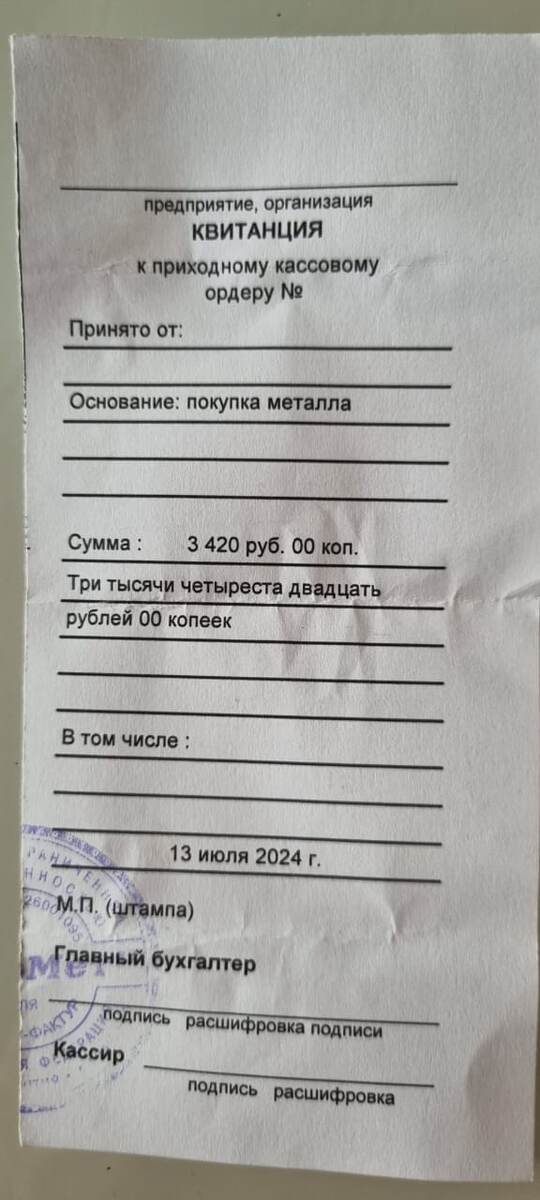 предприятие, организация
КВИТАНЦИЯ
к приходному кассовому
ордеру №
Принято от:
Основание: покупка металла
Сумма : 3 420 руб. 00 коп.
Три тысячи четыреста двадцать
рублей 00 копеек
В том числе :
13 июля 2024 г.
М.П. (штампа)
Главный бухгалтер
подпись расшифровка подписи
Кассир
подпись расшифровка